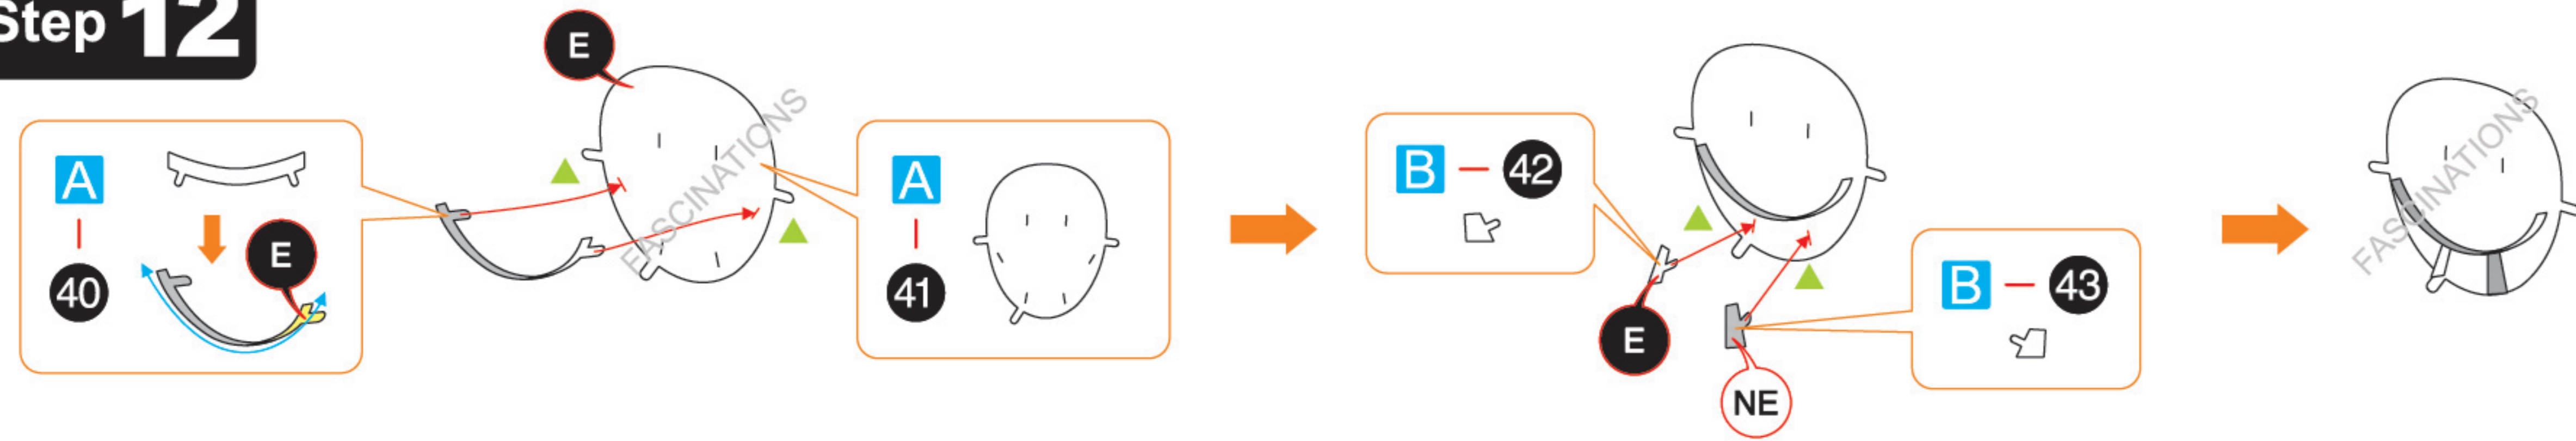 Step 12
E
A
40
E
FASCINATIONS
A
41
B - 42
E
NE
B - 43
FASCINATIONS